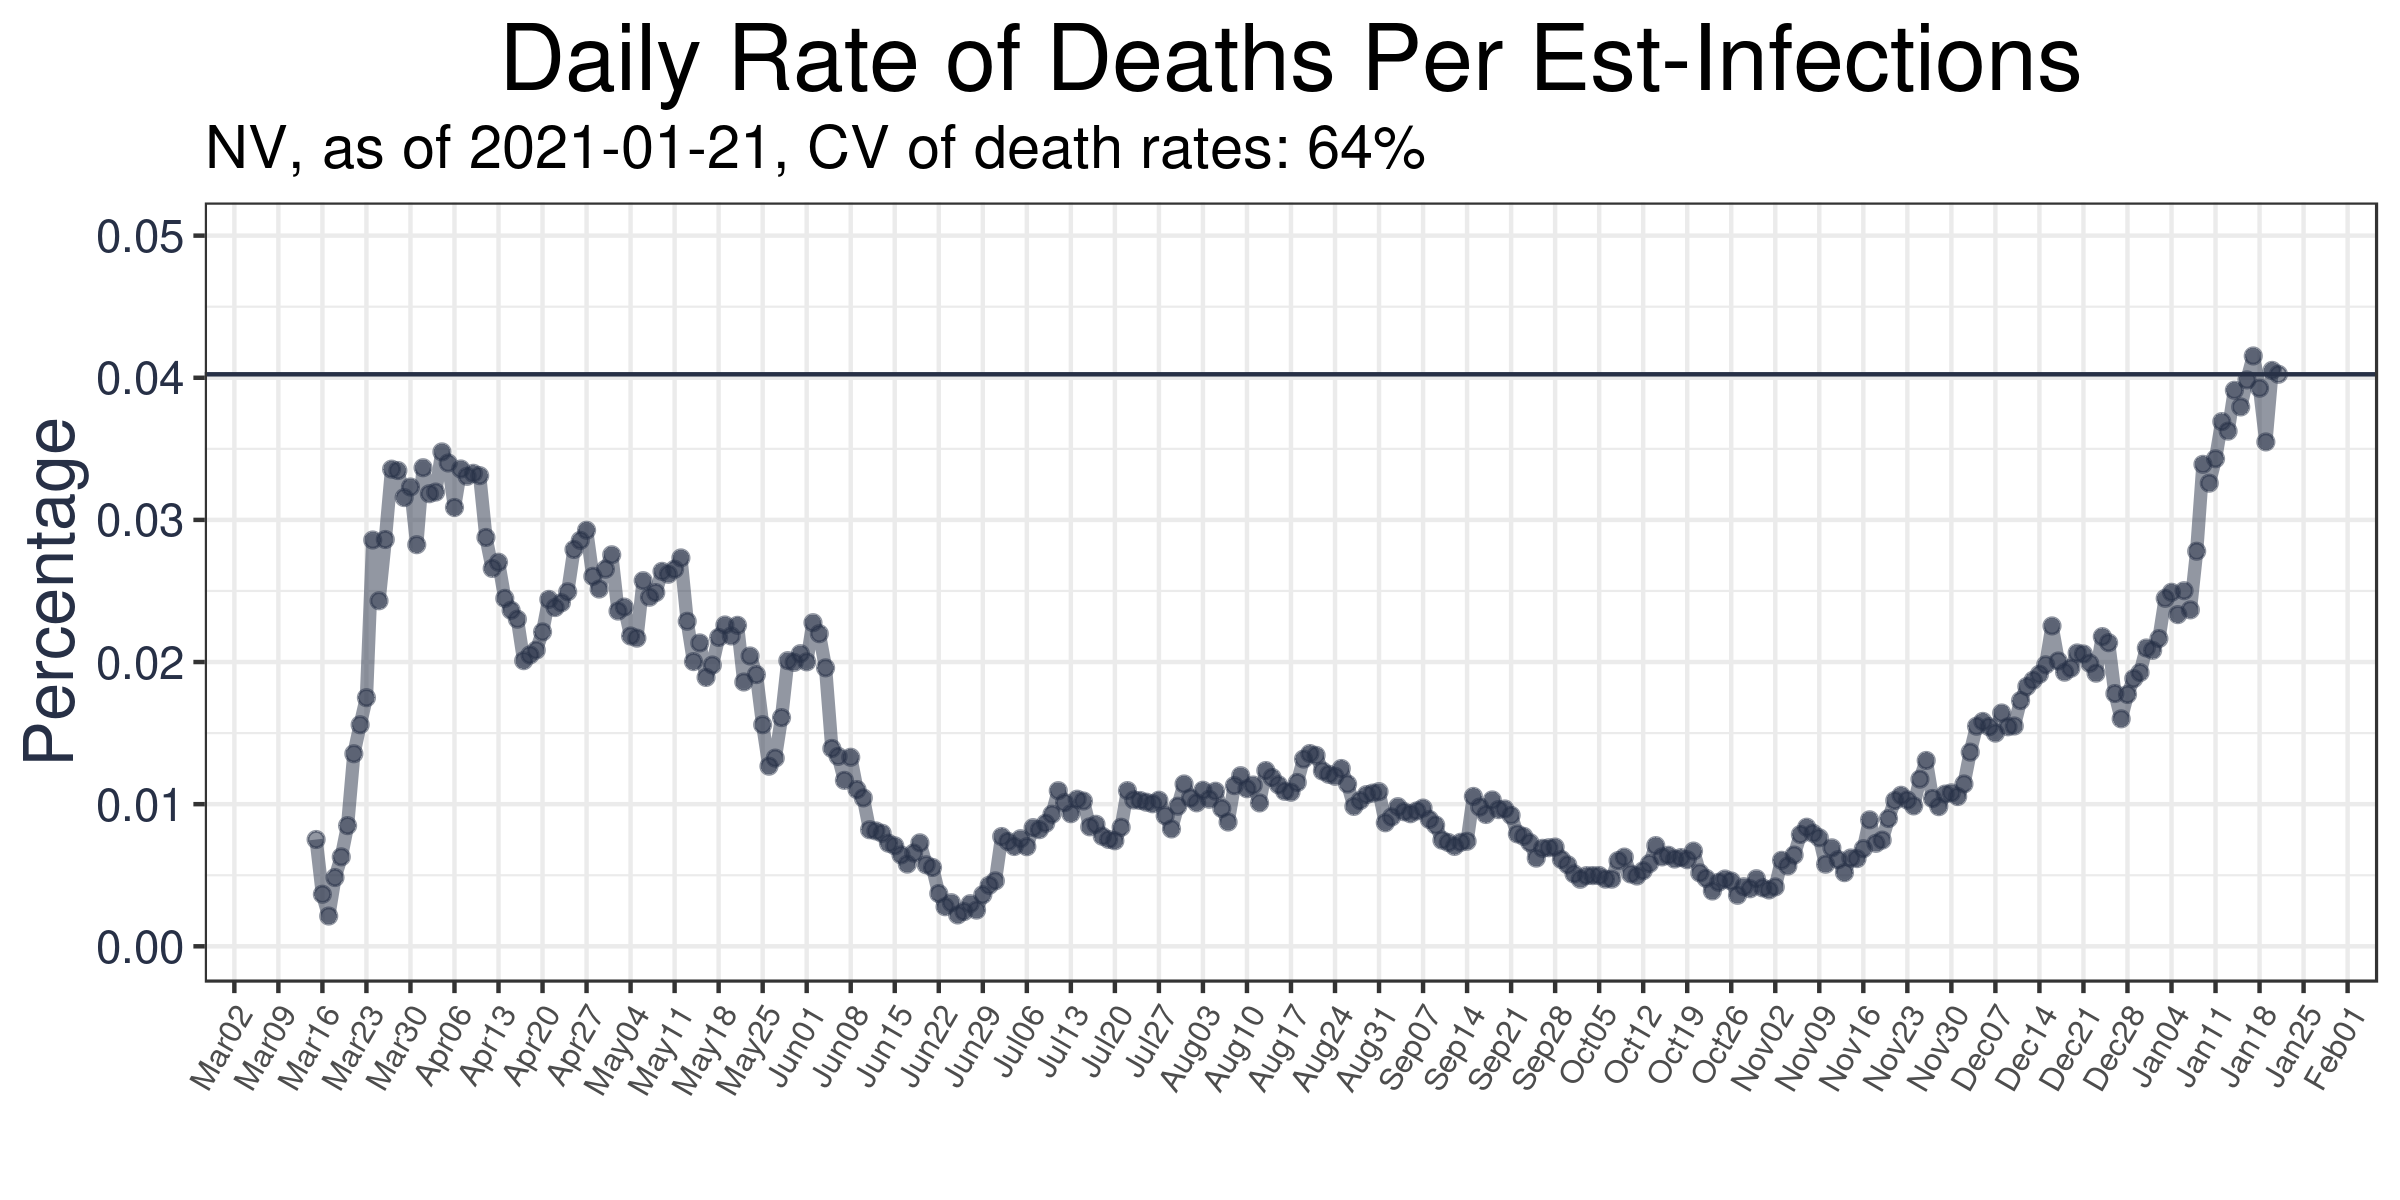 Daily Rate of Deaths Per Est-Infections
NV, as of 2021-01-21, CV of death rates: 64%
Percentage
0.05
0.04
0.03
0.02
0.01
0.00
Mar02
Mar09
Mar16
Mar23
Mar30
Apr06
Apr13
Apr20
Apr27
May04
May11
May18
May25
Jun01
Jun08
Jun15
Jun22
Jun29
Jul06
Jul13
Jul20
Jul27
Aug03
Aug10
Aug17
Aug24
Aug31
Sep07
Sep14
Sep21
Sep28
Oct05
Oct12
Oct19
Oct26
Nov02
Nov09
Nov16
Nov23
Nov30
Dec07
Dec14
Dec21
Dec28
Jan04
Jan11
Jan18
Jan25
Feb01